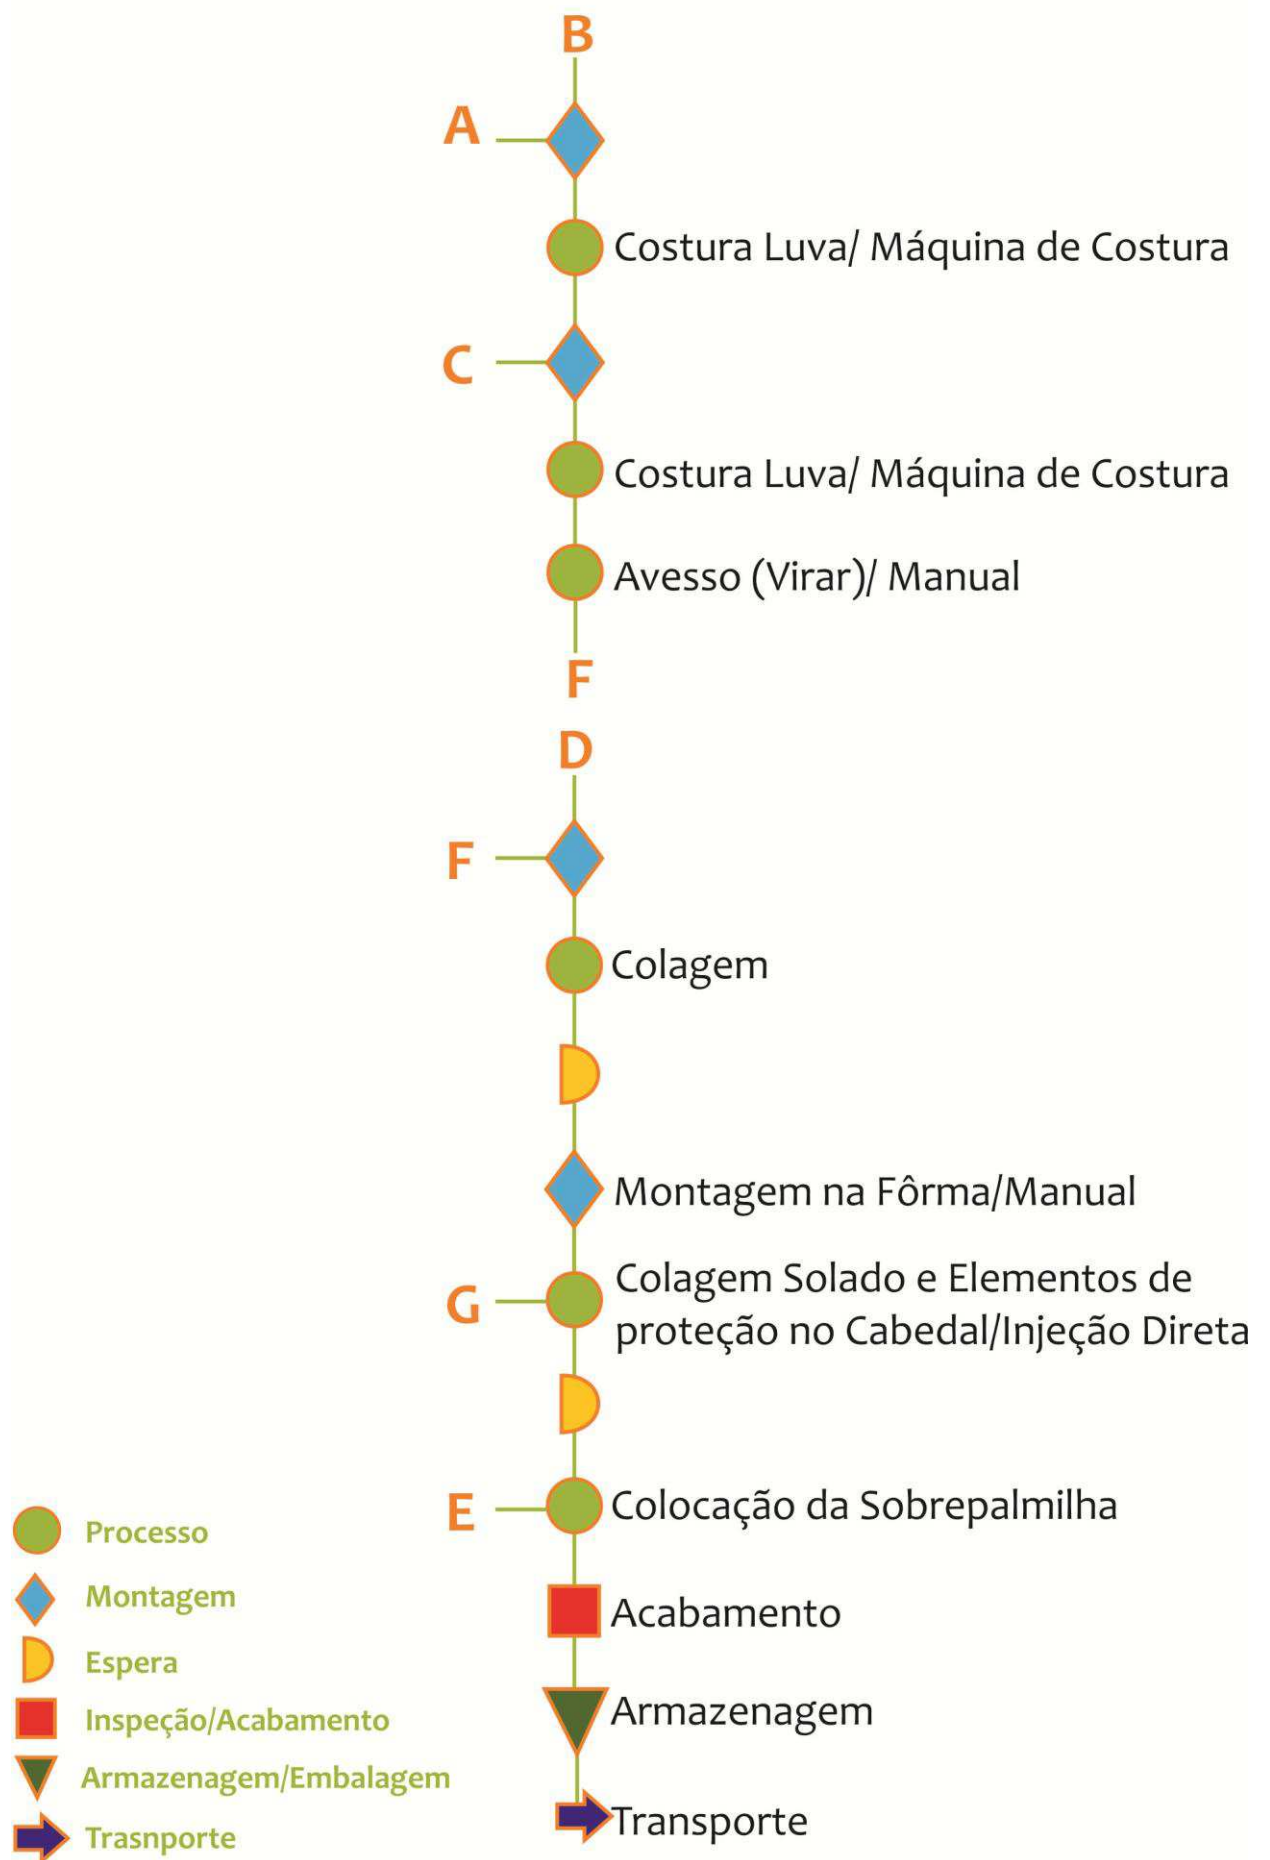 B
A
Costura Luva/ Máquina de Costura
C
Costura Luva/ Máquina de Costura
Avesso (Virar)/ Manual
F
D
F
Colagem
Montagem na Fôrma/Manual
G
Colagem Solado e Elementos de
proteção no Cabedal/Injeção Direta
E
Colocação da Sobrepalmilha
Acabamento
Armazenagem
Transporte
Processo
Montagem
Espera
Inspeção/Acabamento
Armazenagem/Embalagem
Trasnporte